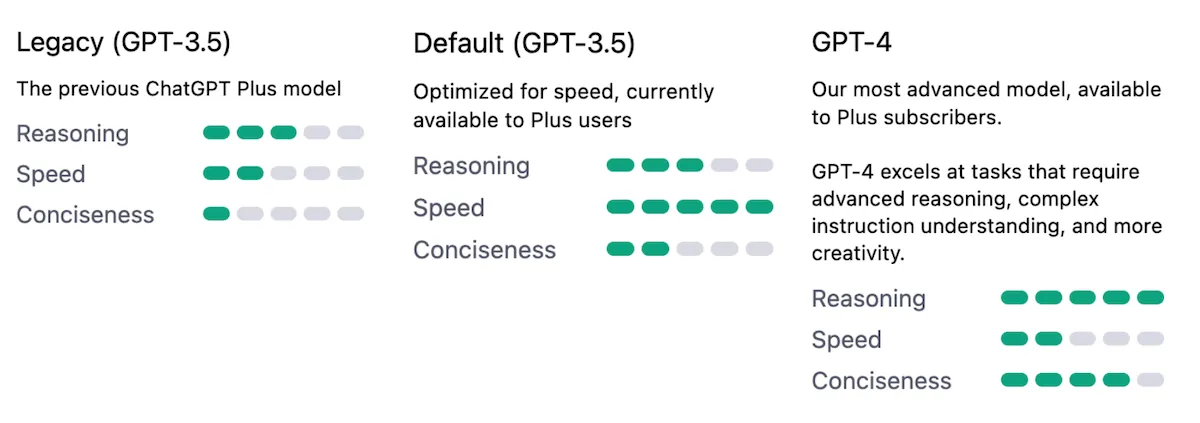 Legacy (GPT-3.5)
The previous ChatGPT Plus model
Reasoning
Speed
Conciseness
Default (GPT-3.5)
Optimized for speed, currently
available to Plus users
Reasoning
Speed
Conciseness
GPT-4
Our most advanced model, available
to Plus subscribers.
GPT-4 excels at tasks that require
advanced reasoning, complex
instruction understanding, and more
creativity.
Reasoning
Speed
Conciseness